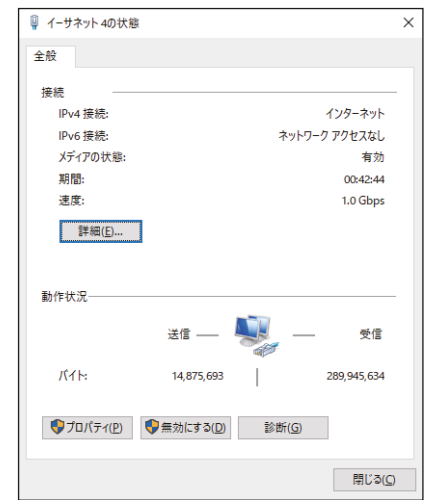 イーサネット 4の状態
全般
接続
IPv4 接続: インターネット
IPv6 接続: ネットワーク アクセスなし
メディアの状態: 有効
期間: 00:42:44
速度: 1.0 Gbps
詳細(E)...
動作状況
送信 受信
バイト: 14,875,693 289,945,634
プロパティ(P) 無効にする(D) 診断(G)
閉じる(C)